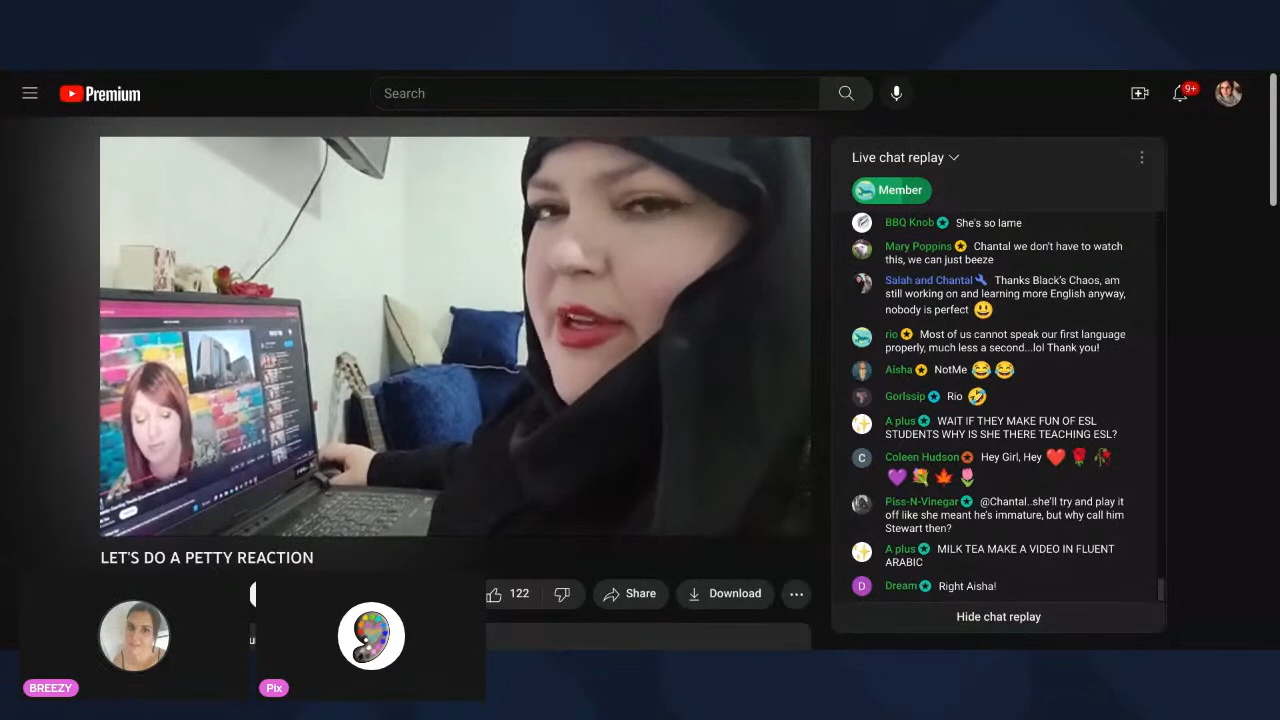 Premium
Search
9+
Live chat replay
Member
BBQ Knob She's so lame
Mary Poppins Chantal we don't have to watch
this, we can just beeze
Salah and Chantal Thanks Black's Chaos, am
still working on and learning more English anyway,
nobody is perfect 😃
rio Most of us cannot speak our first language
properly, much less a second...lol Thank you!
Aisha NotMe 😂 😂
Gorlssip Rio 🤣
A plus WAIT IF THEY MAKE FUN OF ESL
STUDENTS WHY IS SHE THERE TEACHING ESL?
C Coleen Hudson Hey Girl, Hey ❤️ 🌹 🥀
💜 💐 🍁 🌷
Piss-N-Vinegar @Chantal..she'll try and play it
off like she meant he's immature, but why call him
Stewart then?
A plus MILK TEA MAKE A VIDEO IN FLUENT
ARABIC
D Dream Right Aisha!
Hide chat replay
LET'S DO A PETTY REACTION
122
Share
Download
BREEZY
Pix